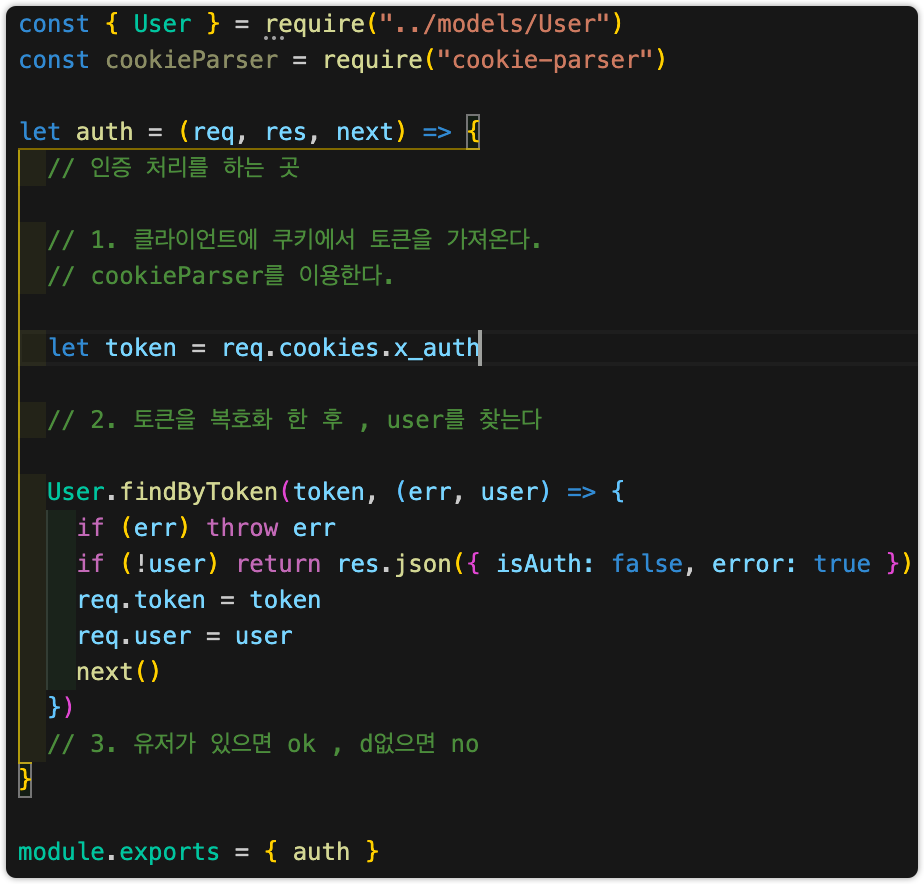 const { User } = require("../models/User")
const cookieParser = require("cookie-parser")
let auth = (req, res, next) => {
// 인증 처리를 하는 곳
// 1. 클라이언트에 쿠키에서 토큰을 가져온다.
// cookieParser를 이용한다.
let token = req.cookies.x_auth
// 2. 토큰을 복호화 한 후 , user를 찾는다
User.findByToken(token, (err, user) => {
if (err) throw err
if (!user) return res.json({ isAuth: false, error: true })
req.token = token
req.user = user
next()
})
// 3. 유저가 있으면 ok , d없으면 no
}
module.exports = { auth }